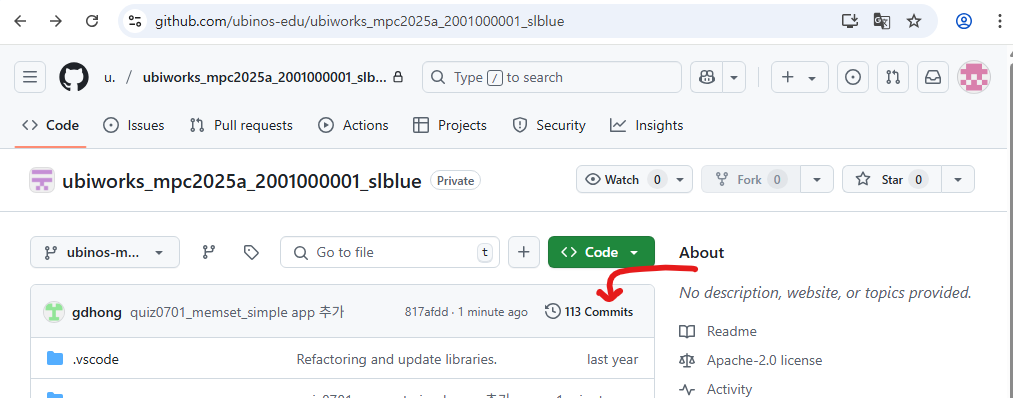 github.com/ubinos-edu/ubiworks_mpc2025a_2001000001_slblue
u. / ubiworks_mpc2025a_2001000001_slb... Type / to search
Code Issues Pull requests Actions Projects Security Insights
ubiworks_mpc2025a_2001000001_slblue Private Watch 0 Fork 0 Star 0
ubinos-m... Go to file t Code
About
No description, website, or topics provided.
gdhong quiz0701_memset_simple app 추가 817afdd · 1 minute ago 113 Commits
Readme
.vscode Refactoring and update libraries. last year
Apache-2.0 license
Activity